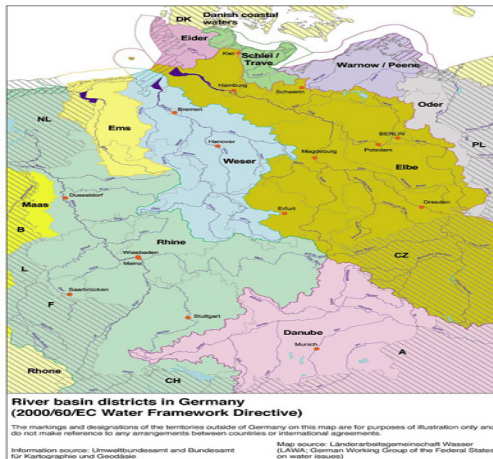 DK
Danish coastal
waters
Eider
Kiel
Schlei /
Trave
Warnow / Peene
Hamburg
Schwerin
Oder
NL
Ems
Bremen
BERLIN
Hanover
Weser
Magdeburg
Potsdam
PL
Elbe
Maas
Duesseldorf
Dresden
B
Erfurt
Rhine
CZ
Wiesbaden
Mainz
L
Saarbrücken
F
Stuttgart
Danube
Munich
A
Rhone
CH
River basin districts in Germany
(2000/60/EC Water Framework Directive)
The markings and designations of the territories outside of Germany on this map are for purposes of illustration only and
do not make reference to any arrangements between countries or international agreements.
Information source: Umweltbundesamt and Bundesamt
für Kartographie und Geodäsie
Map source: Länderarbeitsgemeinschaft Wasser
(LAWA; German Working Group of the Federal States
on water issues)